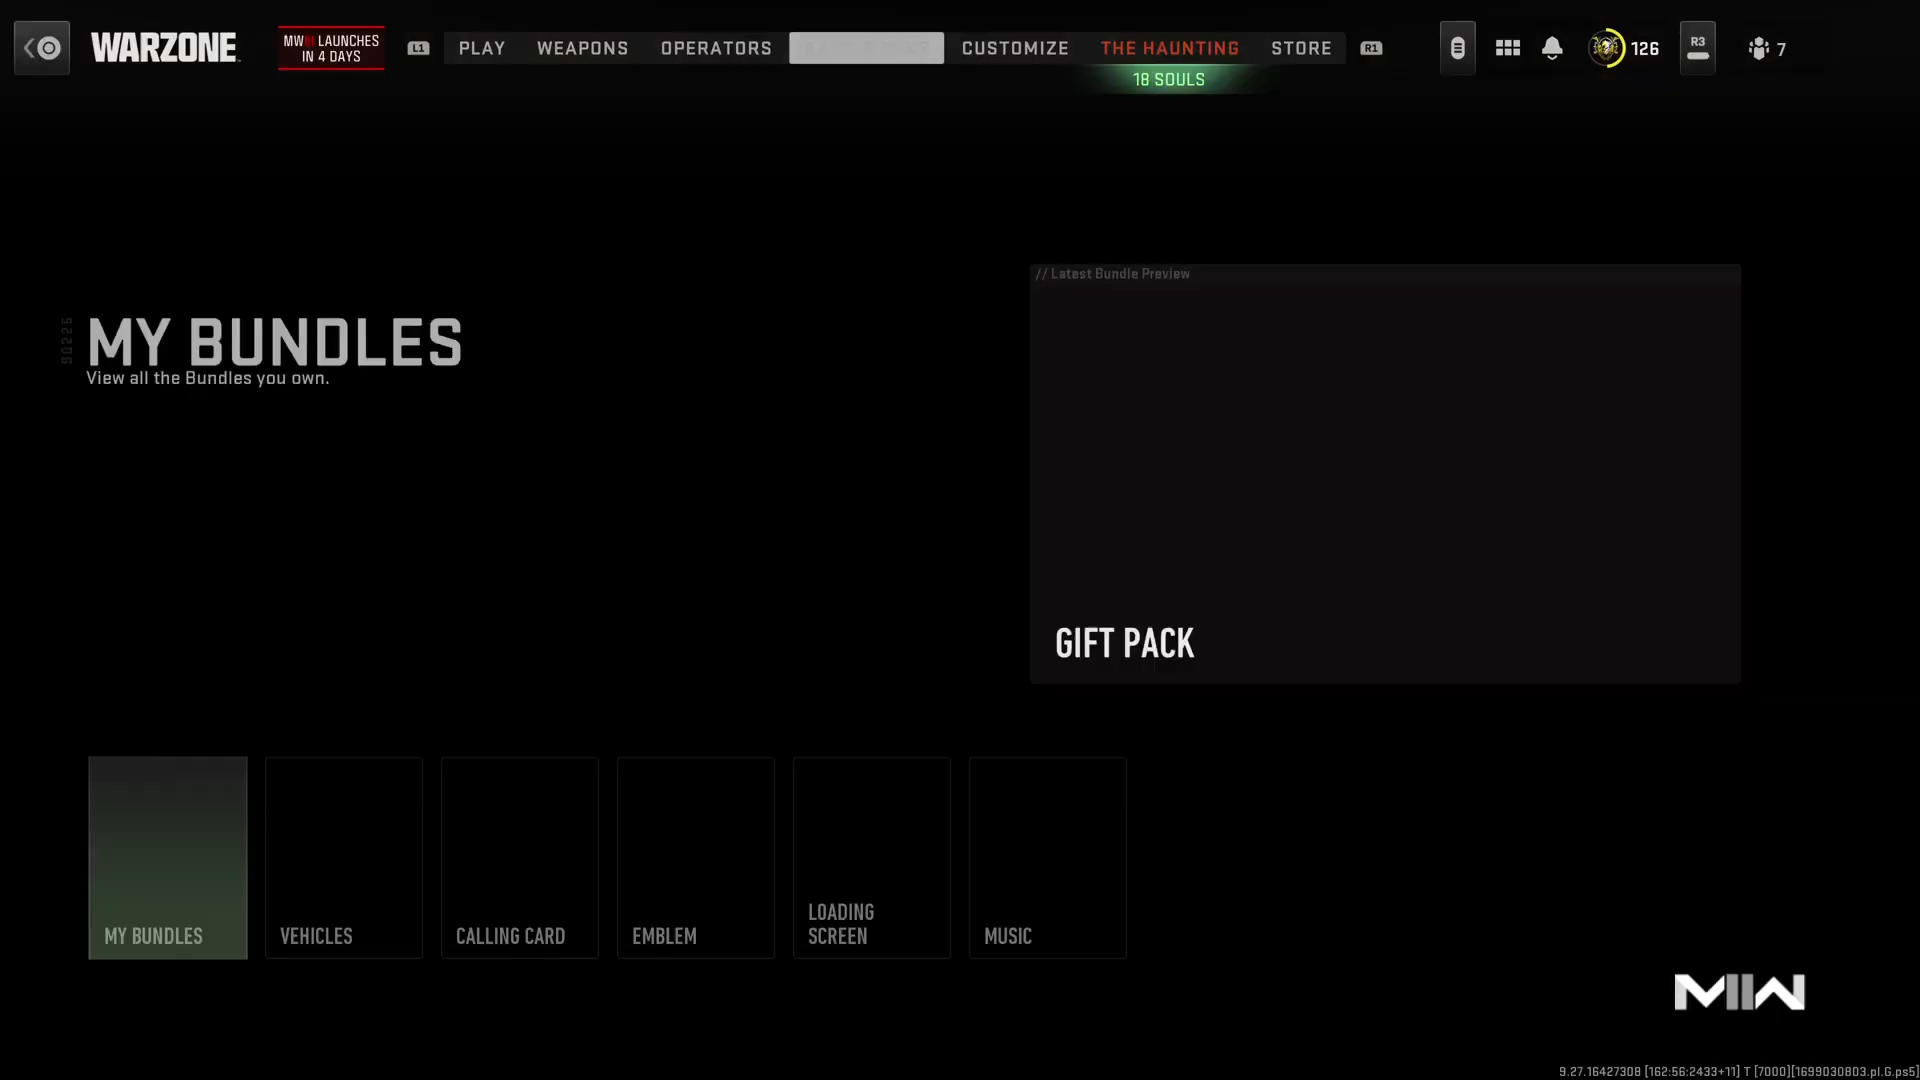 WARZONE
MWIII LAUNCHES
IN 4 DAYS
L1
PLAY
WEAPONS
OPERATORS
CUSTOMIZE
THE HAUNTING
STORE
R1
126
R3
7
18 SOULS
// Latest Bundle Preview
MY BUNDLES
View all the Bundles you own.
GIFT PACK
MY BUNDLES
VEHICLES
CALLING CARD
EMBLEM
LOADING
SCREEN
MUSIC
MWII
9.27.16427308 [162:56:2433+11] T [7000][1699030803.pl.G.ps5]